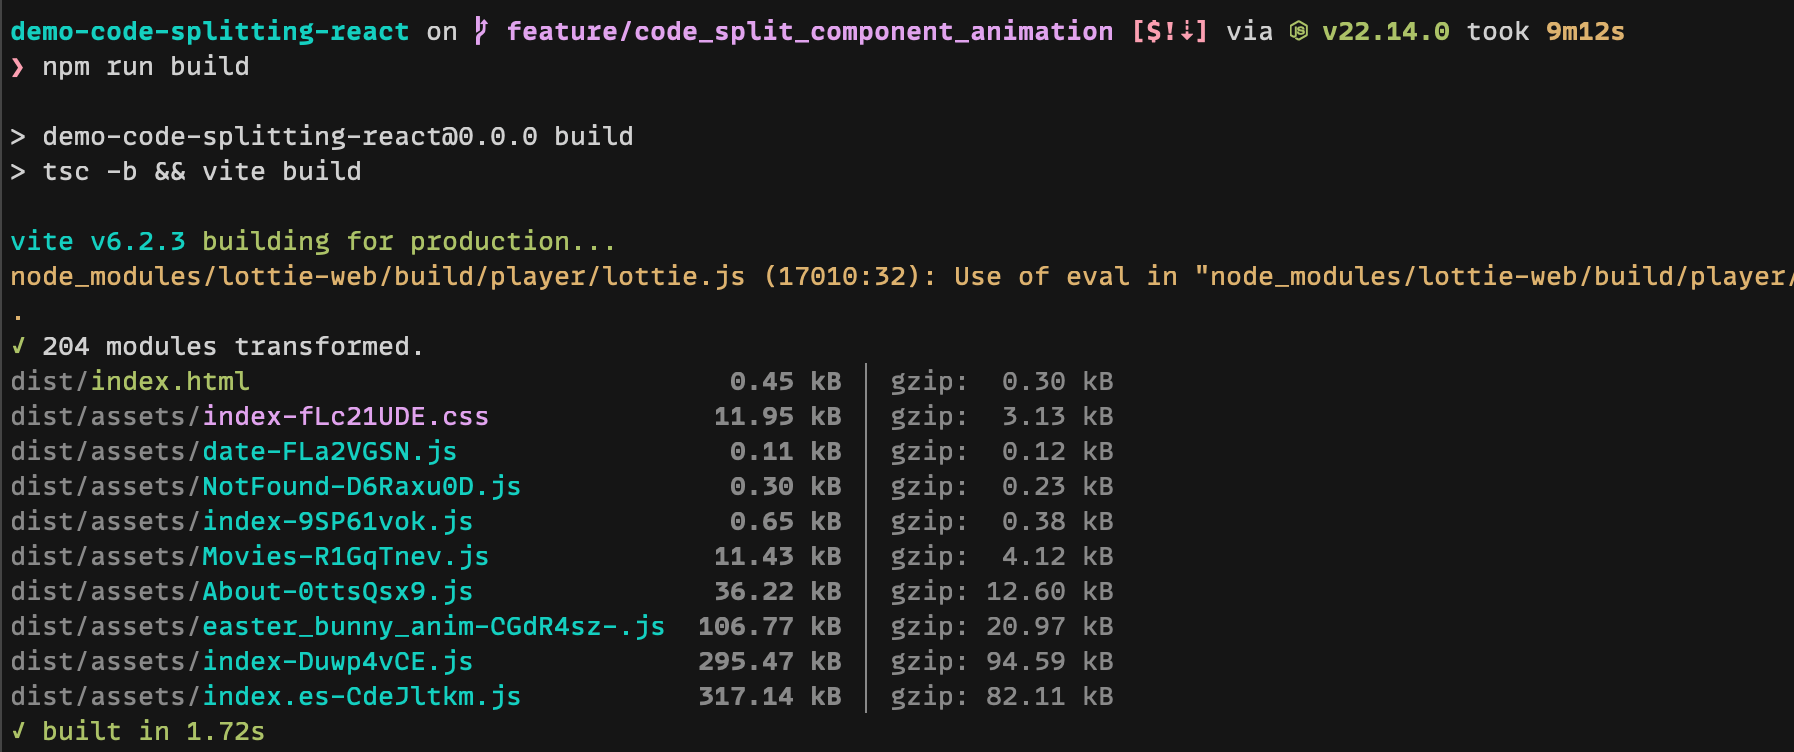 demo-code-splitting-react on feature/code_split_component_animation [$!⇣] via v22.14.0 took 9m12s
❯ npm run build
> demo-code-splitting-react@0.0.0 build
> tsc -b && vite build
vite v6.2.3 building for production...
node_modules/lottie-web/build/player/lottie.js (17010:32): Use of eval in "node_modules/lottie-web/build/player/
.
✓ 204 modules transformed.
dist/index.html 0.45 kB │ gzip: 0.30 kB
dist/assets/index-fLc21UDE.css 11.95 kB │ gzip: 3.13 kB
dist/assets/date-FLa2VGSN.js 0.11 kB │ gzip: 0.12 kB
dist/assets/NotFound-D6Raxu0D.js 0.30 kB │ gzip: 0.23 kB
dist/assets/index-9SP61vok.js 0.65 kB │ gzip: 0.38 kB
dist/assets/Movies-R1GqTnev.js 11.43 kB │ gzip: 4.12 kB
dist/assets/About-0ttsQsx9.js 36.22 kB │ gzip: 12.60 kB
dist/assets/easter_bunny_anim-CGdR4sz-.js 106.77 kB │ gzip: 20.97 kB
dist/assets/index-Duwp4vCE.js 295.47 kB │ gzip: 94.59 kB
dist/assets/index.es-CdeJltkm.js 317.14 kB │ gzip: 82.11 kB
✓ built in 1.72s